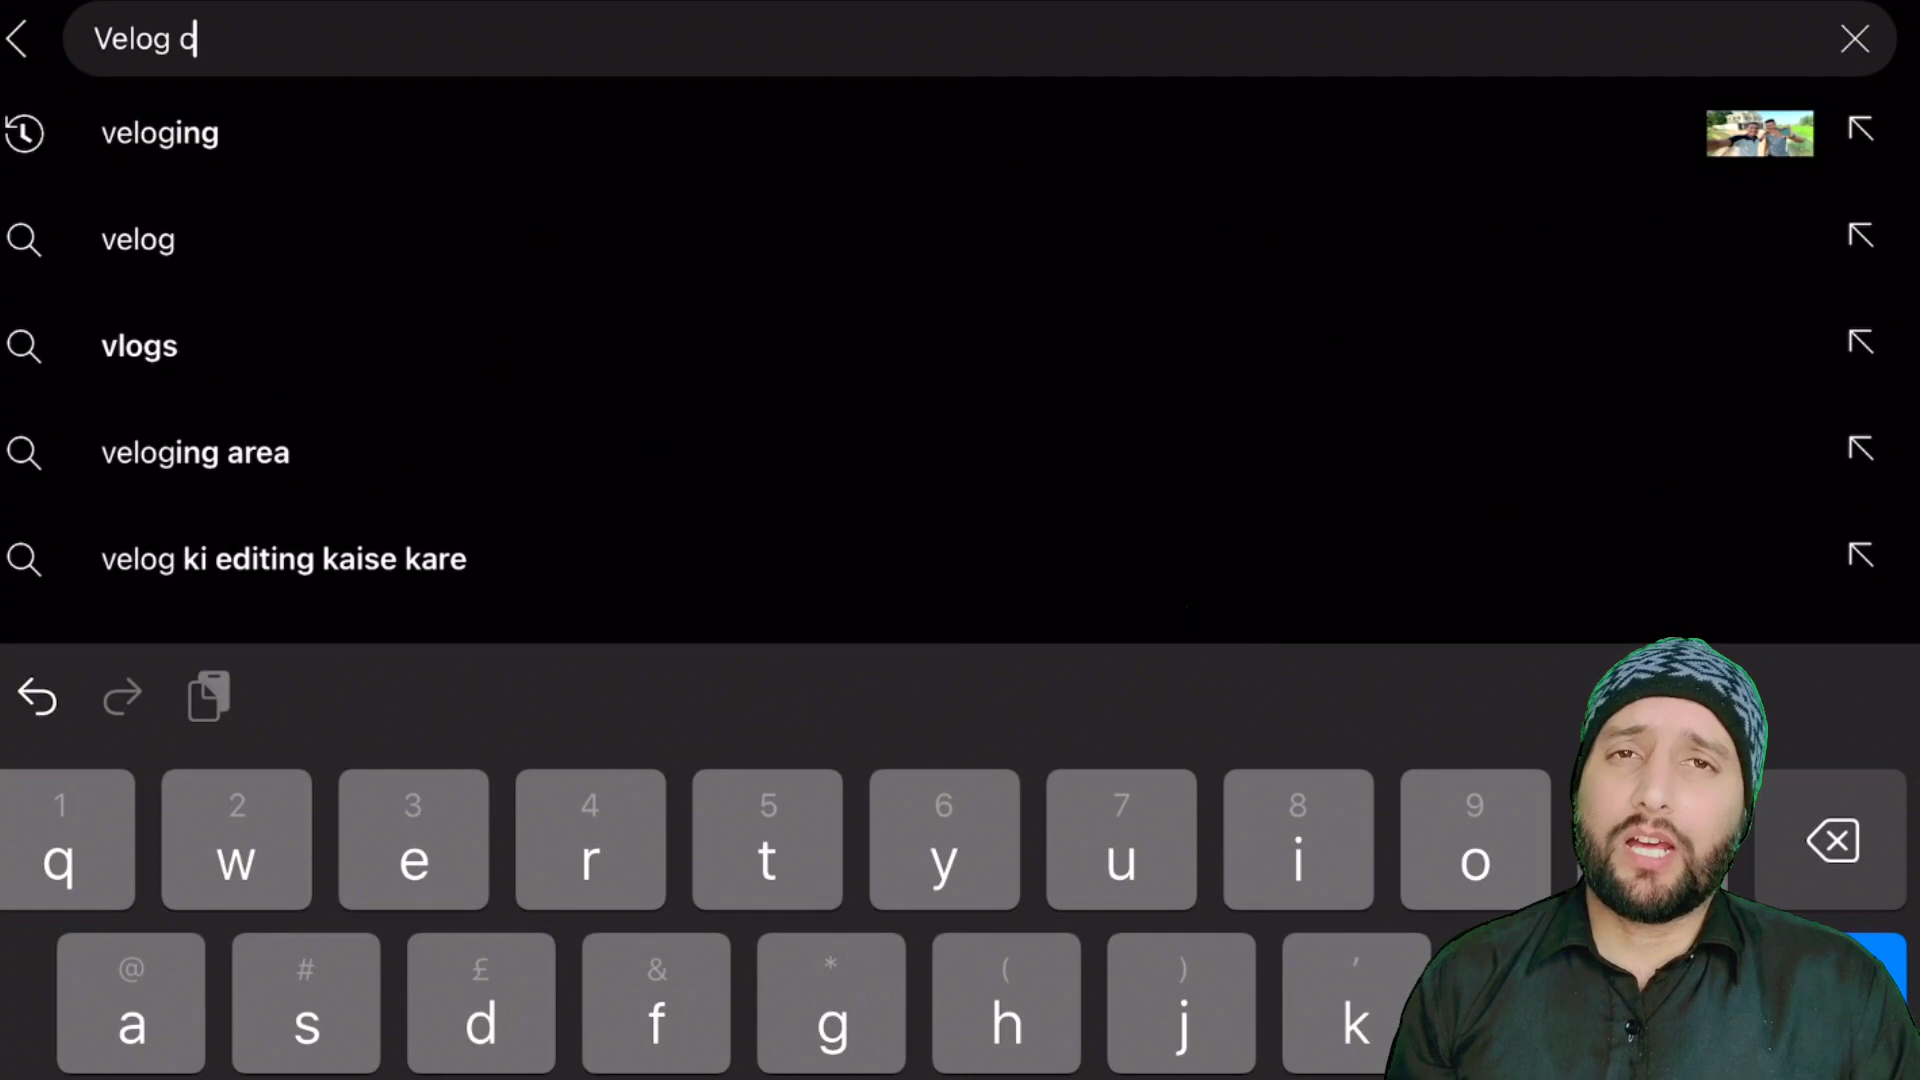 Velog d
veloging
velog
vlogs
veloging area
velog ki editing kaise kare
1 2 3 4 5 6 7 8 9
q w e r t y u i o
@ # £ & * ( ) '
a s d f g h j k